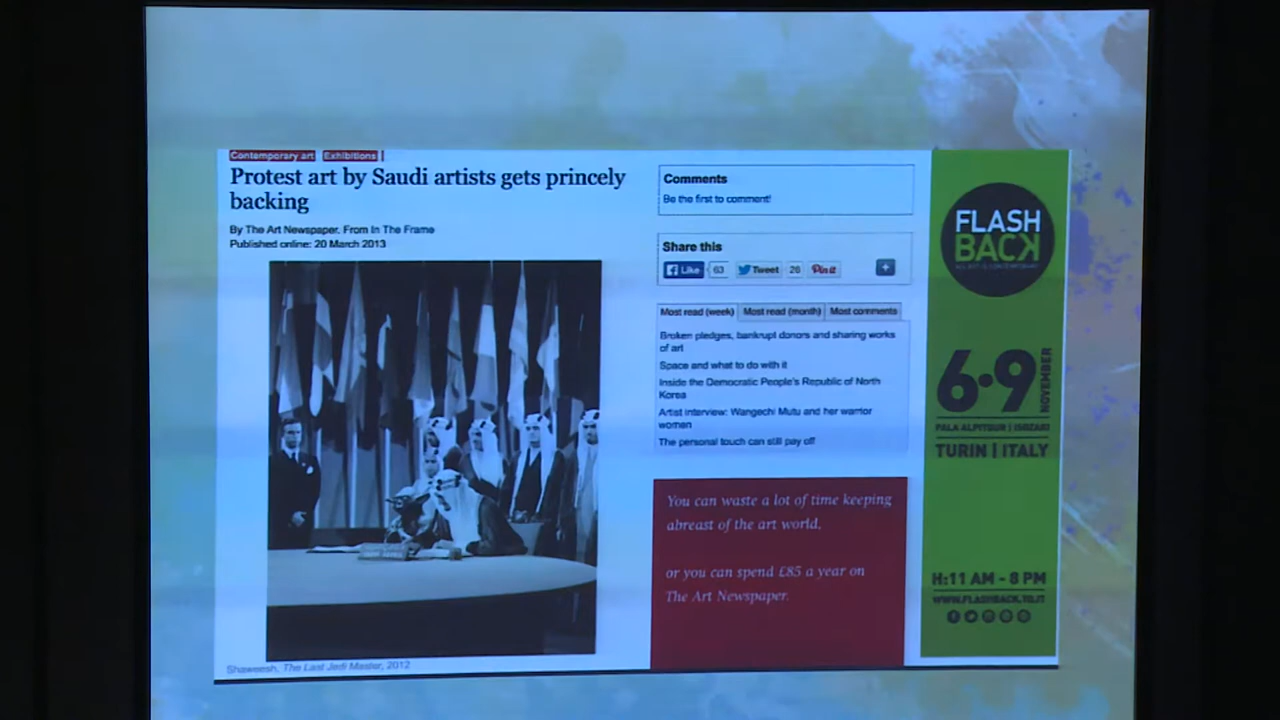 Contemporary art Exhibitions
Protest art by Saudi artists gets princely
backing
By The Art Newspaper. From In The Frame
Published online: 20 March 2013
Shaweesh, The Last Jedi Master, 2012
Comments
Be the first to comment!
Share this
Like 63 Tweet 26 Pin it +
Most read (week) Most read (month) Most comments
Broken pledges, bankrupt donors and sharing works
of art
Space and what to do with it
Inside the Democratic People's Republic of North
Korea
Artist interview: Wangechi Mutu and her warrior
women
The personal touch can still pay off
You can waste a lot of time keeping
abreast of the art world,
or you can spend £85 a year on
The Art Newspaper.
FLASH
BACK
6-9
NOVEMBER
PALA ALPITOUR | ISOZAKI
TURIN | ITALY
H:11 AM - 8 PM
WWW.FLASHBACK.TO.IT